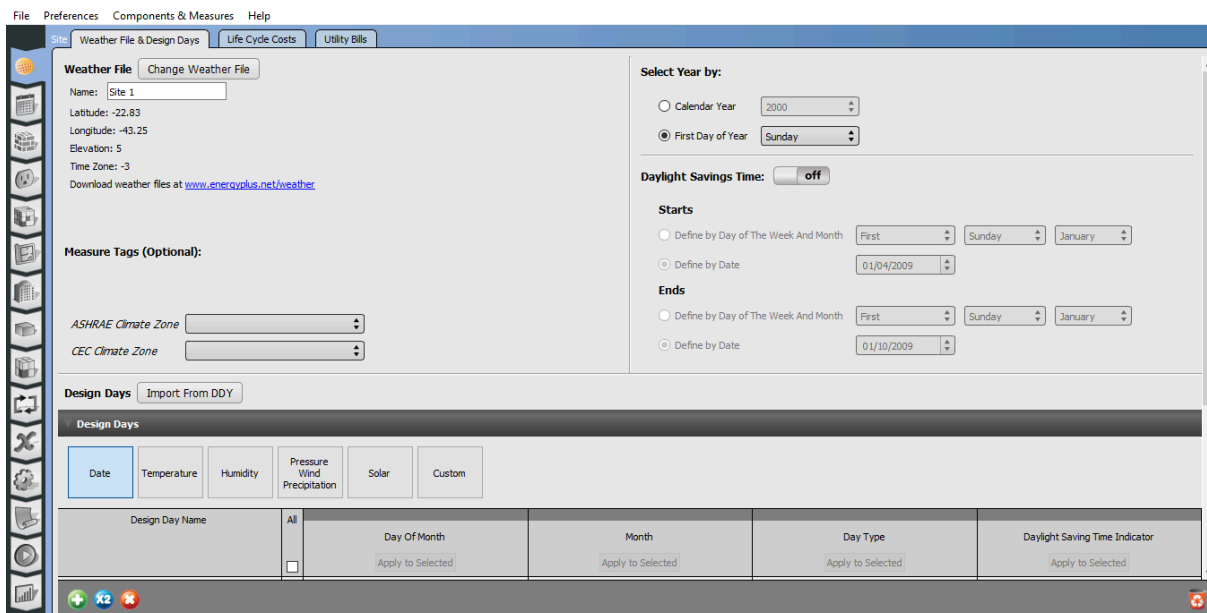 File Preferences Components & Measures Help
Site Weather File & Design Days Life Cycle Costs Utility Bills
Weather File Change Weather File
Name: Site 1
Latitude: -22.83
Longitude: -43.25
Elevation: 5
Time Zone: -3
Download weather files at www.energyplus.net/weather
Measure Tags (Optional):
ASHRAE Climate Zone
CEC Climate Zone
Select Year by:
Calendar Year 2000
First Day of Year Sunday
Daylight Savings Time: off
Starts
Define by Day of The Week And Month First Sunday January
Define by Date 01/04/2009
Ends
Define by Day of The Week And Month First Sunday January
Define by Date 01/10/2009
Design Days Import From DDY
Design Days
Date Temperature Humidity Pressure Wind Precipitation Solar Custom
Design Day Name All Day Of Month Month Day Type Daylight Saving Time Indicator
Apply to Selected Apply to Selected Apply to Selected Apply to Selected
X2